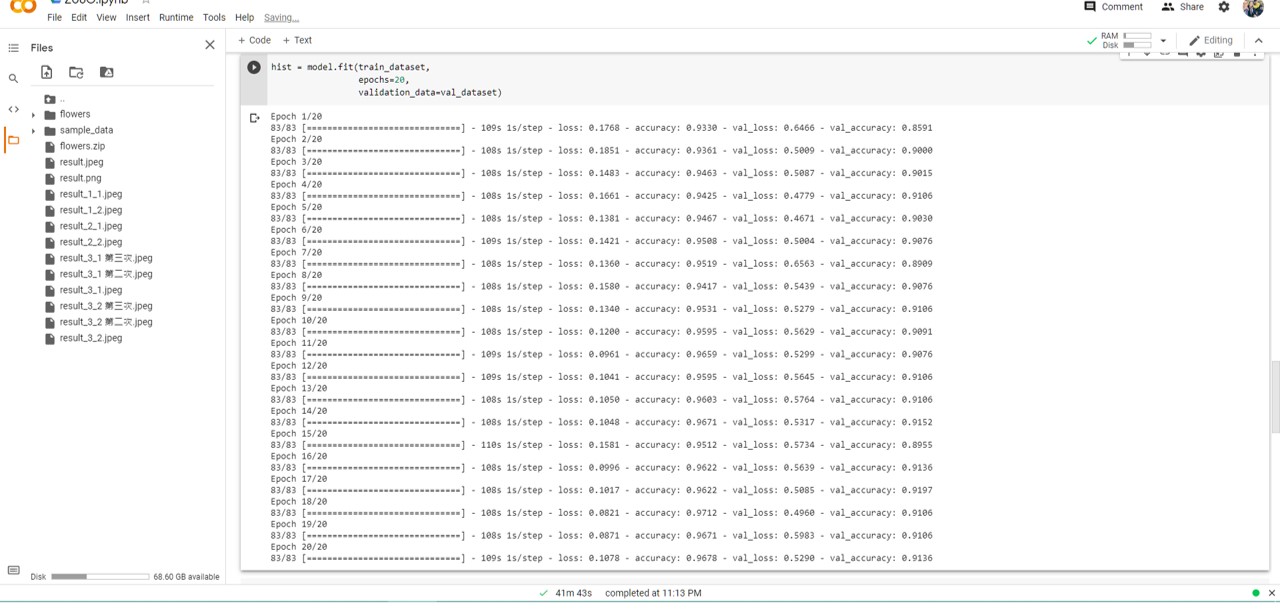 File Edit View Insert Runtime Tools Help Saving...
Comment Share
Files
+ Code + Text
RAM
Disk
Editing
..
flowers
sample_data
flowers.zip
result.jpeg
result.png
result_1_1.jpeg
result_1_2.jpeg
result_2_1.jpeg
result_2_2.jpeg
result_3_1 第三次.jpeg
result_3_1 第二次.jpeg
result_3_1.jpeg
result_3_2 第三次.jpeg
result_3_2 第二次.jpeg
result_3_2.jpeg
Disk 68.60 GB available
hist = model.fit(train_dataset,
epochs=20,
validation_data=val_dataset)
Epoch 1/20
83/83 [==============================] - 109s 1s/step - loss: 0.1768 - accuracy: 0.9330 - val_loss: 0.6466 - val_accuracy: 0.8591
Epoch 2/20
83/83 [==============================] - 108s 1s/step - loss: 0.1851 - accuracy: 0.9361 - val_loss: 0.5009 - val_accuracy: 0.9000
Epoch 3/20
83/83 [==============================] - 108s 1s/step - loss: 0.1483 - accuracy: 0.9463 - val_loss: 0.5087 - val_accuracy: 0.9015
Epoch 4/20
83/83 [==============================] - 108s 1s/step - loss: 0.1661 - accuracy: 0.9425 - val_loss: 0.4779 - val_accuracy: 0.9106
Epoch 5/20
83/83 [==============================] - 108s 1s/step - loss: 0.1381 - accuracy: 0.9467 - val_loss: 0.4671 - val_accuracy: 0.9030
Epoch 6/20
83/83 [==============================] - 109s 1s/step - loss: 0.1421 - accuracy: 0.9508 - val_loss: 0.5004 - val_accuracy: 0.9076
Epoch 7/20
83/83 [==============================] - 108s 1s/step - loss: 0.1360 - accuracy: 0.9519 - val_loss: 0.6563 - val_accuracy: 0.8909
Epoch 8/20
83/83 [==============================] - 108s 1s/step - loss: 0.1580 - accuracy: 0.9417 - val_loss: 0.5439 - val_accuracy: 0.9076
Epoch 9/20
83/83 [==============================] - 108s 1s/step - loss: 0.1340 - accuracy: 0.9531 - val_loss: 0.5279 - val_accuracy: 0.9106
Epoch 10/20
83/83 [==============================] - 108s 1s/step - loss: 0.1200 - accuracy: 0.9595 - val_loss: 0.5629 - val_accuracy: 0.9091
Epoch 11/20
83/83 [==============================] - 109s 1s/step - loss: 0.0961 - accuracy: 0.9659 - val_loss: 0.5299 - val_accuracy: 0.9076
Epoch 12/20
83/83 [==============================] - 109s 1s/step - loss: 0.1041 - accuracy: 0.9595 - val_loss: 0.5645 - val_accuracy: 0.9106
Epoch 13/20
83/83 [==============================] - 108s 1s/step - loss: 0.1050 - accuracy: 0.9603 - val_loss: 0.5764 - val_accuracy: 0.9106
Epoch 14/20
83/83 [==============================] - 108s 1s/step - loss: 0.1048 - accuracy: 0.9671 - val_loss: 0.5317 - val_accuracy: 0.9152
Epoch 15/20
83/83 [==============================] - 110s 1s/step - loss: 0.1581 - accuracy: 0.9512 - val_loss: 0.5734 - val_accuracy: 0.8955
Epoch 16/20
83/83 [==============================] - 108s 1s/step - loss: 0.0996 - accuracy: 0.9622 - val_loss: 0.5639 - val_accuracy: 0.9136
Epoch 17/20
83/83 [==============================] - 108s 1s/step - loss: 0.1017 - accuracy: 0.9622 - val_loss: 0.5085 - val_accuracy: 0.9197
Epoch 18/20
83/83 [==============================] - 108s 1s/step - loss: 0.0821 - accuracy: 0.9712 - val_loss: 0.4960 - val_accuracy: 0.9106
Epoch 19/20
83/83 [==============================] - 108s 1s/step - loss: 0.0871 - accuracy: 0.9671 - val_loss: 0.5983 - val_accuracy: 0.9106
Epoch 20/20
83/83 [==============================] - 109s 1s/step - loss: 0.1078 - accuracy: 0.9678 - val_loss: 0.5290 - val_accuracy: 0.9136
41m 43s completed at 11:13 PM